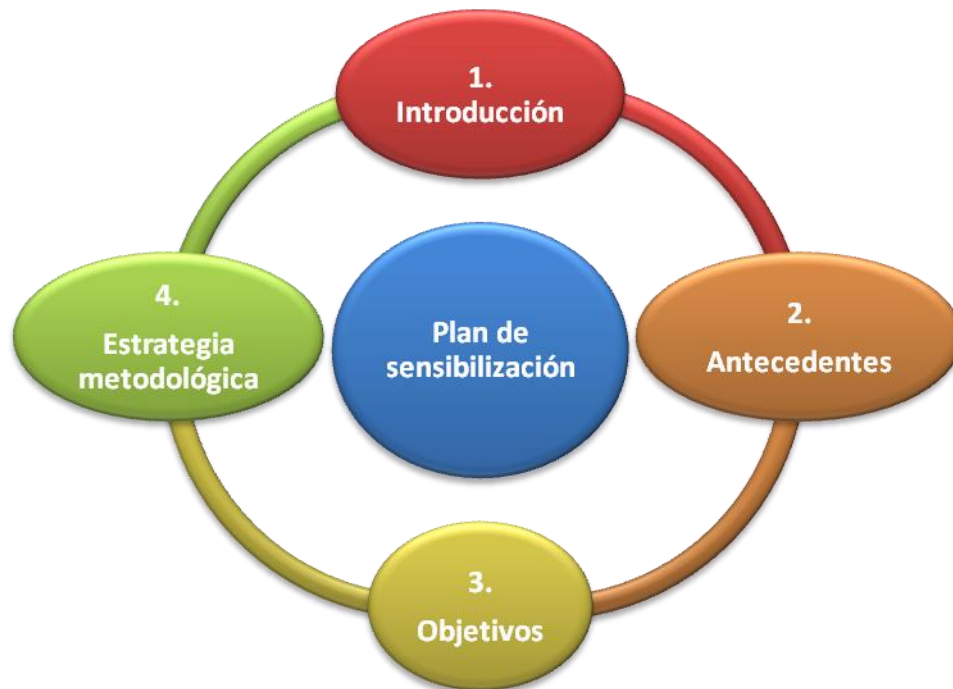 1.
Introducción
2.
Antecedentes
3.
Objetivos
4.
Estrategia
metodológica
Plan de
sensibilización